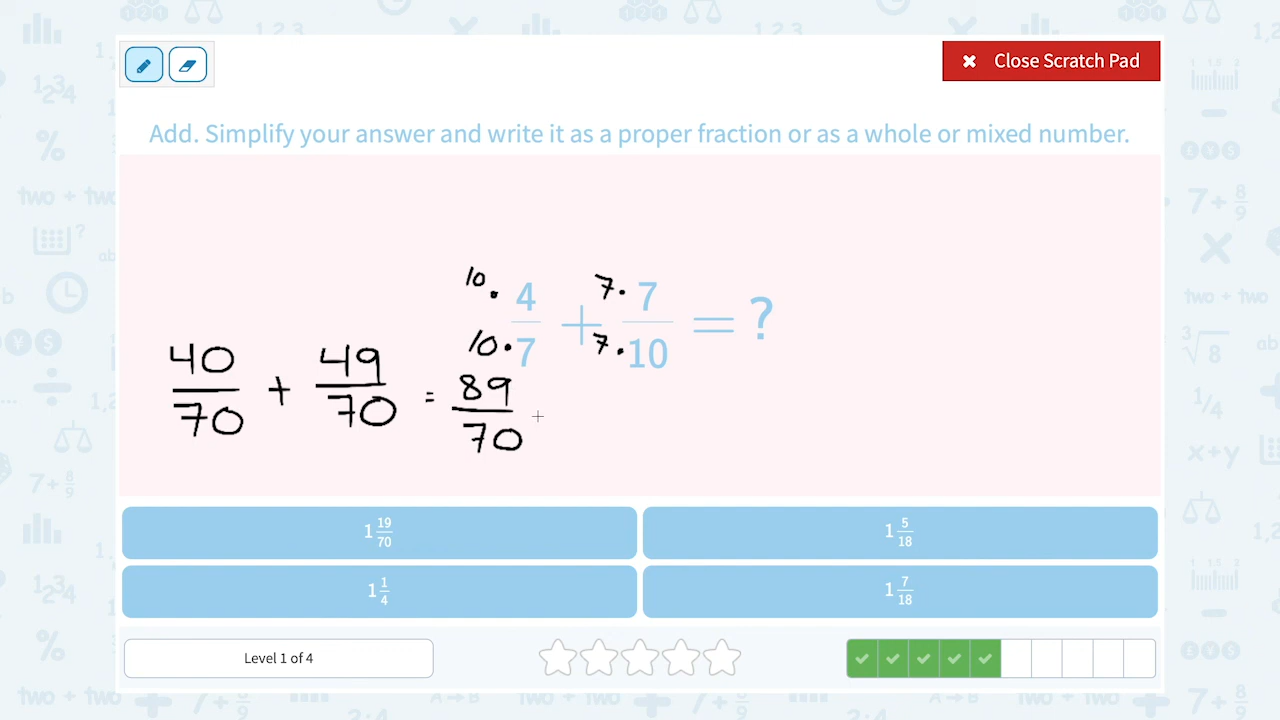 Close Scratch Pad
Add. Simplify your answer and write it as a proper fraction or as a whole or mixed number.
10 · 4/10 · 7 + 7 · 7/7 · 10 = ?
40/70 + 49/70 = 89/70
1 19/70
1 5/18
1 1/4
1 7/18
Level 1 of 4